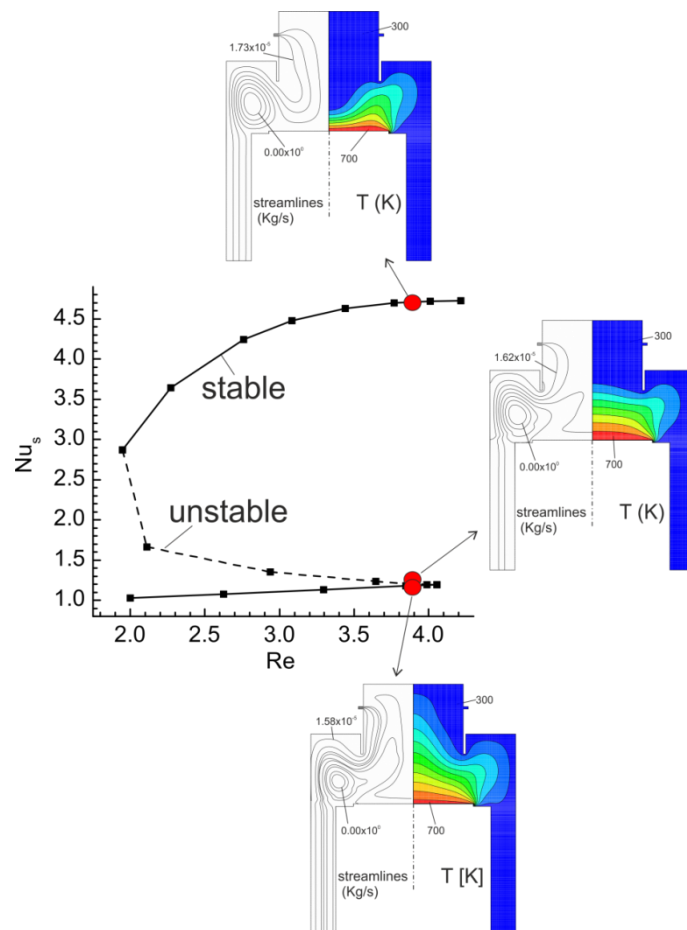 300
1.73x10⁻⁵
0.00x10⁰
700
streamlines
(Kg/s)
T (K)
Nuₛ
4.5
4.0
3.5
3.0
2.5
2.0
1.5
1.0
stable
unstable
2.0 2.5 3.0 3.5 4.0
Re
300
1.62x10⁻⁵
0.00x10⁰
700
streamlines
(Kg/s)
T (K)
300
1.58x10⁻⁵
0.00x10⁰
700
streamlines
(Kg/s)
T [K]